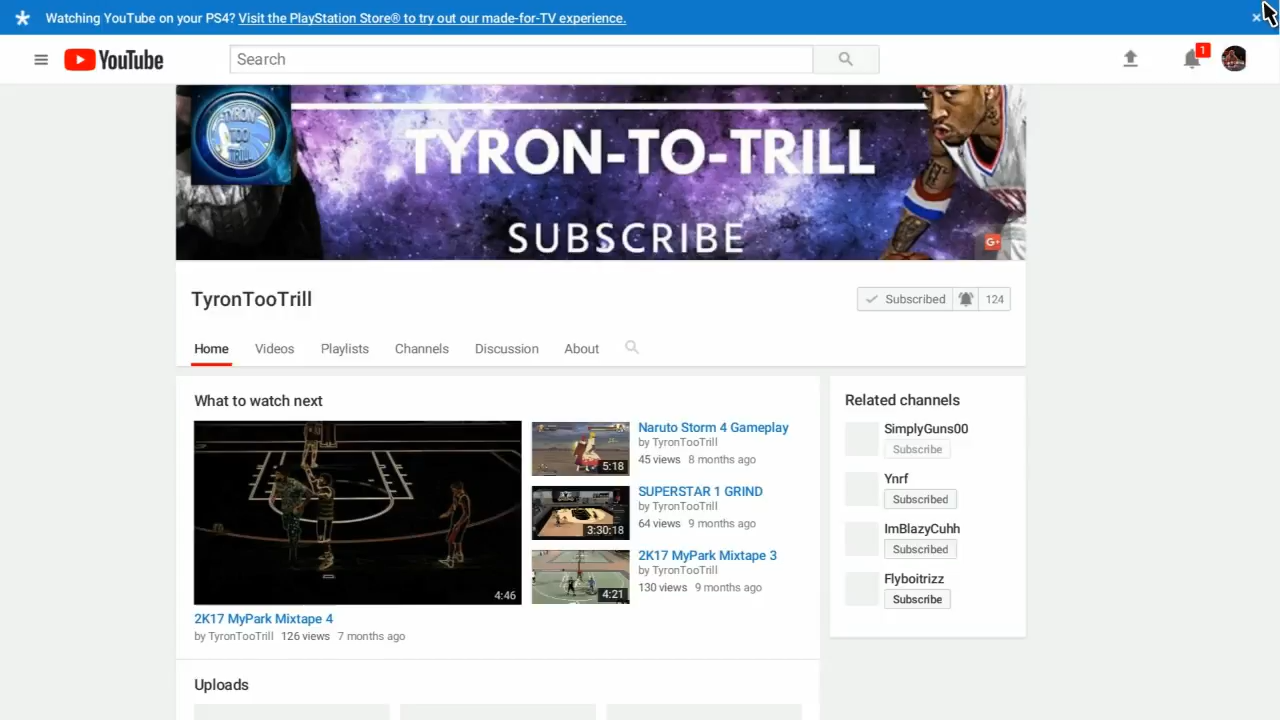 Watching YouTube on your PS4? Visit the PlayStation Store® to try out our made-for-TV experience.
YouTube
Search
1
TYRON
TOO
TRILL
TYRON-TO-TRILL
SUBSCRIBE
G+
TyronTooTrill
Subscribed 124
Home Videos Playlists Channels Discussion About
What to watch next
4:46
2K17 MyPark Mixtape 4
by TyronTooTrill 126 views 7 months ago
5:18
Naruto Storm 4 Gameplay
by TyronTooTrill
45 views 8 months ago
3:30:18
SUPERSTAR 1 GRIND
by TyronTooTrill
64 views 9 months ago
4:21
2K17 MyPark Mixtape 3
by TyronTooTrill
130 views 9 months ago
Related channels
SimplyGuns00
Subscribe
Ynrf
Subscribed
ImBlazyCuhh
Subscribed
Flyboitrizz
Subscribe
Uploads